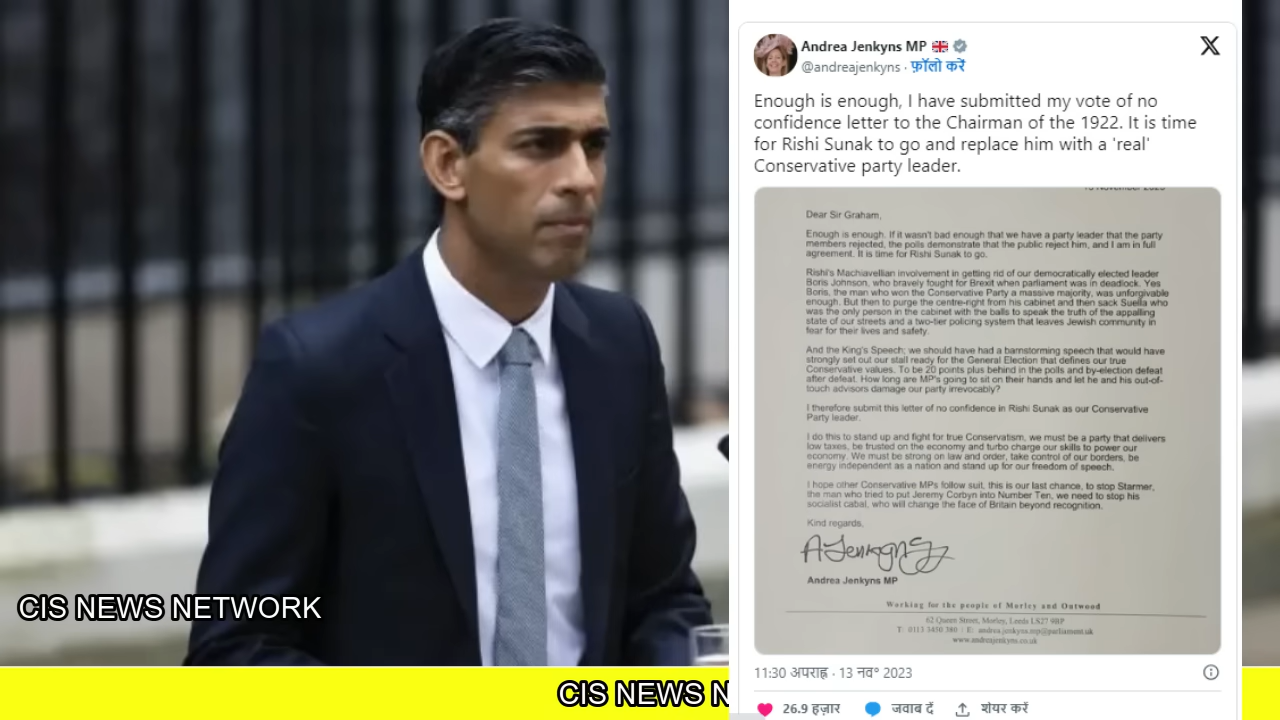 Andrea Jenkyns MP
@andreajenkyns · फ़ॉलो करें
Enough is enough, I have submitted my vote of no
confidence letter to the Chairman of the 1922. It is time
for Rishi Sunak to go and replace him with a 'real'
Conservative party leader.
Dear Sir Graham,
Enough is enough. If it wasn't bad enough that we have a party leader that the party
members rejected, the polls demonstrate that the public reject him, and I am in full
agreement. It is time for Rishi Sunak to go.
Rishi's Machiavellian involvement in getting rid of our democratically elected leader
Boris Johnson, who bravely fought for Brexit when parliament was in deadlock. Yes
Boris, the man who won the Conservative Party a massive majority, was unforgivable
enough. But then to purge the centre-right from his cabinet and then sack Suella who
was the only person in the cabinet with the balls to speak the truth of the appalling
state of our streets and a two-tier policing system that leaves Jewish community in
fear for their lives and safety.
And the King's Speech; we should have had a barnstorming speech that would have
strongly set out our stall ready for the General Election that defines our true
Conservative values. To be 20 points plus behind in the polls and by-election defeat
after defeat. How long are MP's going to sit on their hands and let he and his out-of-
touch advisors damage our party irrevocably?
I therefore submit this letter of no confidence in Rishi Sunak as our Conservative
Party leader.
I do this to stand up and fight for true Conservatism, we must be a party that delivers
low taxes, be trusted on the economy and turbo charge our skills to power our
economy. We must be strong on law and order, take control of our borders, be
energy independent as a nation and stand up for our freedom of speech.
I hope other Conservative MPs follow suit, this is our last chance, to stop Starmer,
the man who tried to put Jeremy Corbyn into Number Ten, we need to stop his
socialist cabal, who will change the face of Britain beyond recognition.
Kind regards,
Andrea Jenkyns MP
Working for the people of Morley and Outwood
62 Queen Street, Morley, Leeds LS27 9BP
E: andrea.jenkyns.mp@parliament.uk
www.andreajenkyns.co.uk
11:30 अपराह्न · 13 नव॰ 2023
26.9 हज़ार जवाब दें शेयर करें
CIS NEWS NETWORK
CIS NEWS N